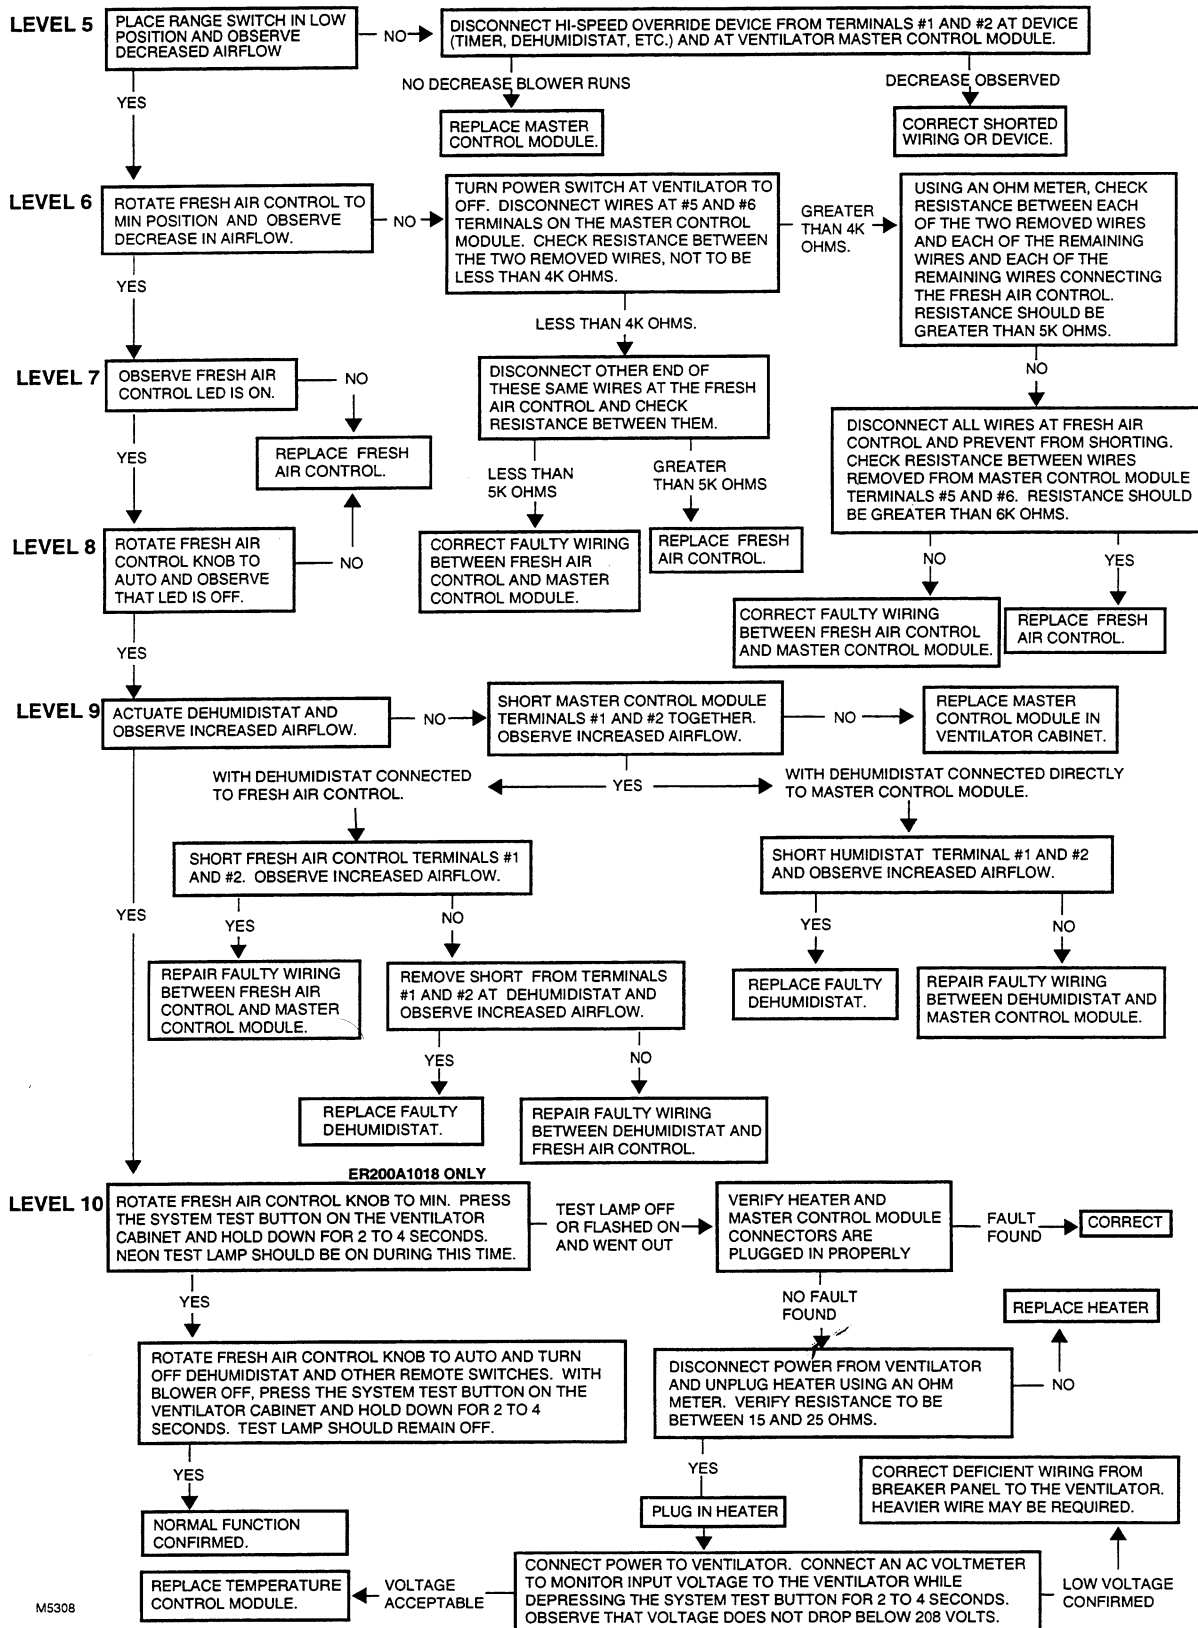 LEVEL 5
PLACE RANGE SWITCH IN LOW
POSITION AND OBSERVE
DECREASED AIRFLOW
NO
DISCONNECT HI-SPEED OVERRIDE DEVICE FROM TERMINALS #1 AND #2 AT DEVICE
(TIMER, DEHUMIDISTAT, ETC.) AND AT VENTILATOR MASTER CONTROL MODULE.
YES
NO DECREASE BLOWER RUNS
DECREASE OBSERVED
REPLACE MASTER
CONTROL MODULE.
CORRECT SHORTED
WIRING OR DEVICE.
LEVEL 6
ROTATE FRESH AIR CONTROL TO
MIN POSITION AND OBSERVE
DECREASE IN AIRFLOW.
NO
TURN POWER SWITCH AT VENTILATOR TO
OFF. DISCONNECT WIRES AT #5 AND #6
TERMINALS ON THE MASTER CONTROL
MODULE. CHECK RESISTANCE BETWEEN
THE TWO REMOVED WIRES, NOT TO BE
LESS THAN 4K OHMS.
GREATER
THAN 4K
OHMS.
USING AN OHM METER, CHECK
RESISTANCE BETWEEN EACH
OF THE TWO REMOVED WIRES
AND EACH OF THE REMAINING
WIRES AND EACH OF THE
REMAINING WIRES CONNECTING
THE FRESH AIR CONTROL.
RESISTANCE SHOULD BE
GREATER THAN 5K OHMS.
YES
LESS THAN 4K OHMS.
NO
LEVEL 7
OBSERVE FRESH AIR
CONTROL LED IS ON.
NO
DISCONNECT OTHER END OF
THESE SAME WIRES AT THE FRESH
AIR CONTROL AND CHECK
RESISTANCE BETWEEN THEM.
DISCONNECT ALL WIRES AT FRESH AIR
CONTROL AND PREVENT FROM SHORTING.
CHECK RESISTANCE BETWEEN WIRES
REMOVED FROM MASTER CONTROL MODULE
TERMINALS #5 AND #6. RESISTANCE SHOULD
BE GREATER THAN 6K OHMS.
YES
REPLACE FRESH
AIR CONTROL.
LESS THAN
5K OHMS
GREATER
THAN 5K OHMS
LEVEL 8
ROTATE FRESH AIR
CONTROL KNOB TO
AUTO AND OBSERVE
THAT LED IS OFF.
NO
CORRECT FAULTY WIRING
BETWEEN FRESH AIR
CONTROL AND MASTER
CONTROL MODULE.
REPLACE FRESH
AIR CONTROL.
NO
YES
CORRECT FAULTY WIRING
BETWEEN FRESH AIR CONTROL
AND MASTER CONTROL MODULE.
REPLACE FRESH
AIR CONTROL.
YES
LEVEL 9
ACTUATE DEHUMIDISTAT AND
OBSERVE INCREASED AIRFLOW.
NO
SHORT MASTER CONTROL MODULE
TERMINALS #1 AND #2 TOGETHER.
OBSERVE INCREASED AIRFLOW.
NO
REPLACE MASTER
CONTROL MODULE IN
VENTILATOR CABINET.
WITH DEHUMIDISTAT CONNECTED
TO FRESH AIR CONTROL.
YES
WITH DEHUMIDISTAT CONNECTED DIRECTLY
TO MASTER CONTROL MODULE.
SHORT FRESH AIR CONTROL TERMINALS #1
AND #2. OBSERVE INCREASED AIRFLOW.
SHORT HUMIDISTAT TERMINAL #1 AND #2
AND OBSERVE INCREASED AIRFLOW.
YES
YES
NO
YES
NO
REPAIR FAULTY WIRING
BETWEEN FRESH AIR
CONTROL AND MASTER
CONTROL MODULE.
REMOVE SHORT FROM TERMINALS
#1 AND #2 AT DEHUMIDISTAT AND
OBSERVE INCREASED AIRFLOW.
REPLACE FAULTY
DEHUMIDISTAT.
REPAIR FAULTY WIRING
BETWEEN DEHUMIDISTAT AND
MASTER CONTROL MODULE.
YES
NO
REPLACE FAULTY
DEHUMIDISTAT.
REPAIR FAULTY WIRING
BETWEEN DEHUMIDISTAT AND
FRESH AIR CONTROL.
ER200A1018 ONLY
LEVEL 10
ROTATE FRESH AIR CONTROL KNOB TO MIN. PRESS
THE SYSTEM TEST BUTTON ON THE VENTILATOR
CABINET AND HOLD DOWN FOR 2 TO 4 SECONDS.
NEON TEST LAMP SHOULD BE ON DURING THIS TIME.
TEST LAMP OFF
OR FLASHED ON
AND WENT OUT
VERIFY HEATER AND
MASTER CONTROL MODULE
CONNECTORS ARE
PLUGGED IN PROPERLY
FAULT
FOUND
CORRECT
YES
NO FAULT
FOUND
REPLACE HEATER
ROTATE FRESH AIR CONTROL KNOB TO AUTO AND TURN
OFF DEHUMIDISTAT AND OTHER REMOTE SWITCHES. WITH
BLOWER OFF, PRESS THE SYSTEM TEST BUTTON ON THE
VENTILATOR CABINET AND HOLD DOWN FOR 2 TO 4
SECONDS. TEST LAMP SHOULD REMAIN OFF.
DISCONNECT POWER FROM VENTILATOR
AND UNPLUG HEATER USING AN OHM
METER. VERIFY RESISTANCE TO BE
BETWEEN 15 AND 25 OHMS.
NO
YES
YES
CORRECT DEFICIENT WIRING FROM
BREAKER PANEL TO THE VENTILATOR.
HEAVIER WIRE MAY BE REQUIRED.
NORMAL FUNCTION
CONFIRMED.
PLUG IN HEATER
REPLACE TEMPERATURE
CONTROL MODULE.
VOLTAGE
ACCEPTABLE
CONNECT POWER TO VENTILATOR. CONNECT AN AC VOLTMETER
TO MONITOR INPUT VOLTAGE TO THE VENTILATOR WHILE
DEPRESSING THE SYSTEM TEST BUTTON FOR 2 TO 4 SECONDS.
OBSERVE THAT VOLTAGE DOES NOT DROP BELOW 208 VOLTS.
LOW VOLTAGE
CONFIRMED
M5308